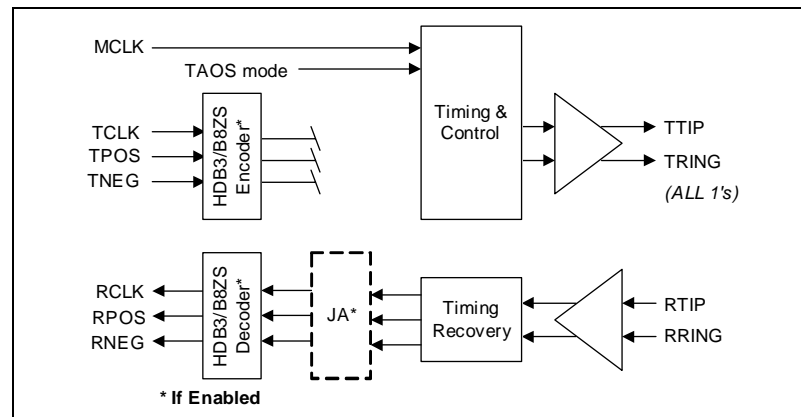 MCLK
TAOS mode
TCLK
TPOS
TNEG
HDB3/B8ZS
Encoder*
Timing &
Control
TTIP
TRING
(ALL 1's)
RCLK
RPOS
RNEG
HDB3/B8ZS
Decoder*
JA*
Timing
Recovery
RTIP
RRING
* If Enabled